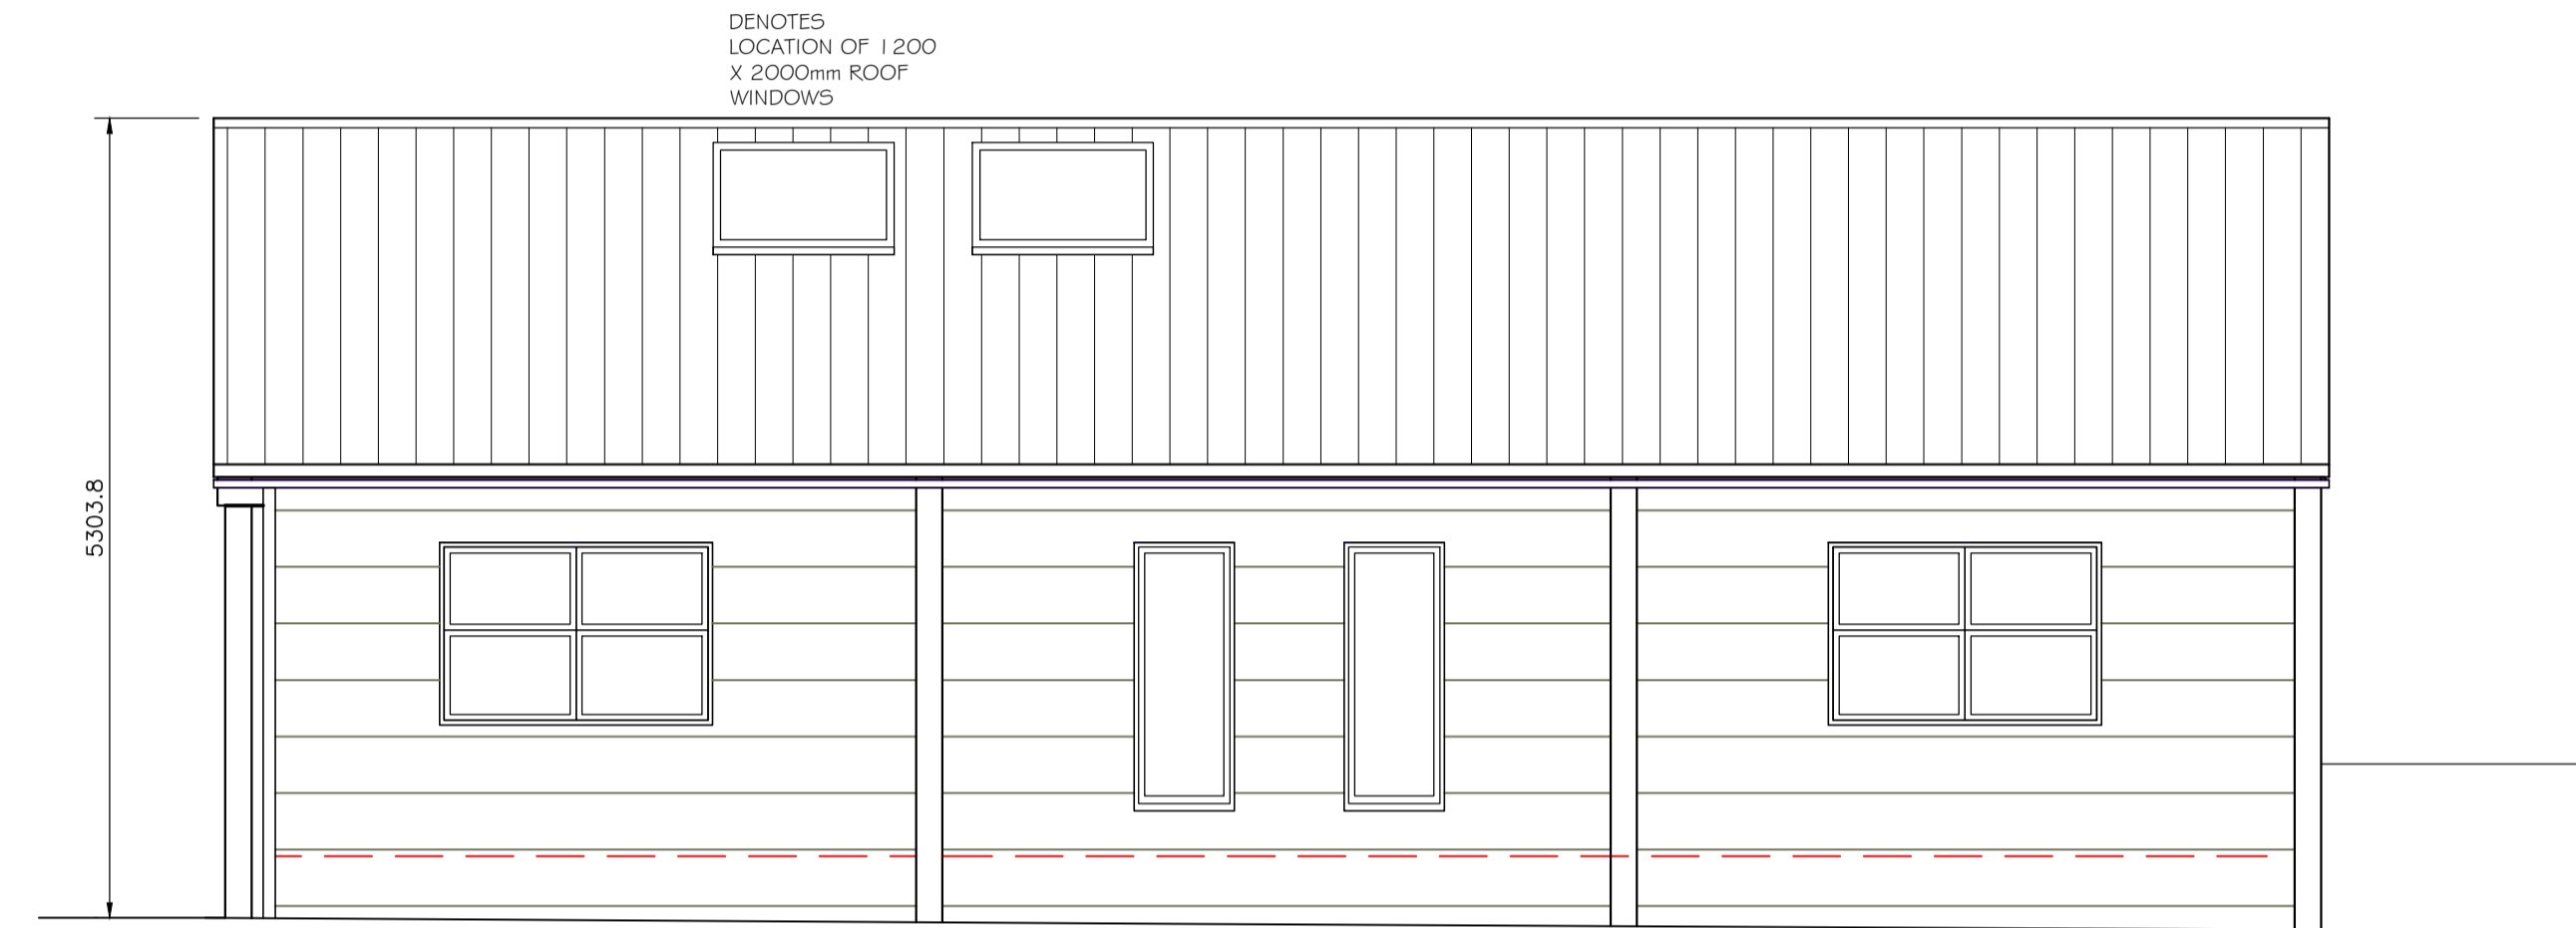 DENOTES
LOCATION OF 1200
X 2000mm ROOF
WINDOWS
5303.8